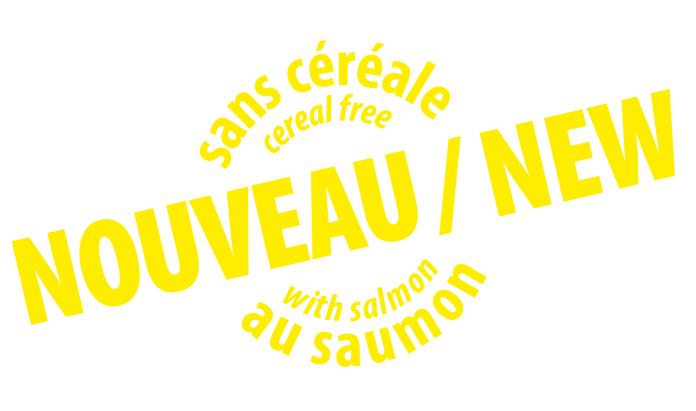 sans céréale
cereal free
NOUVEAU / NEW
with salmon
au saumon